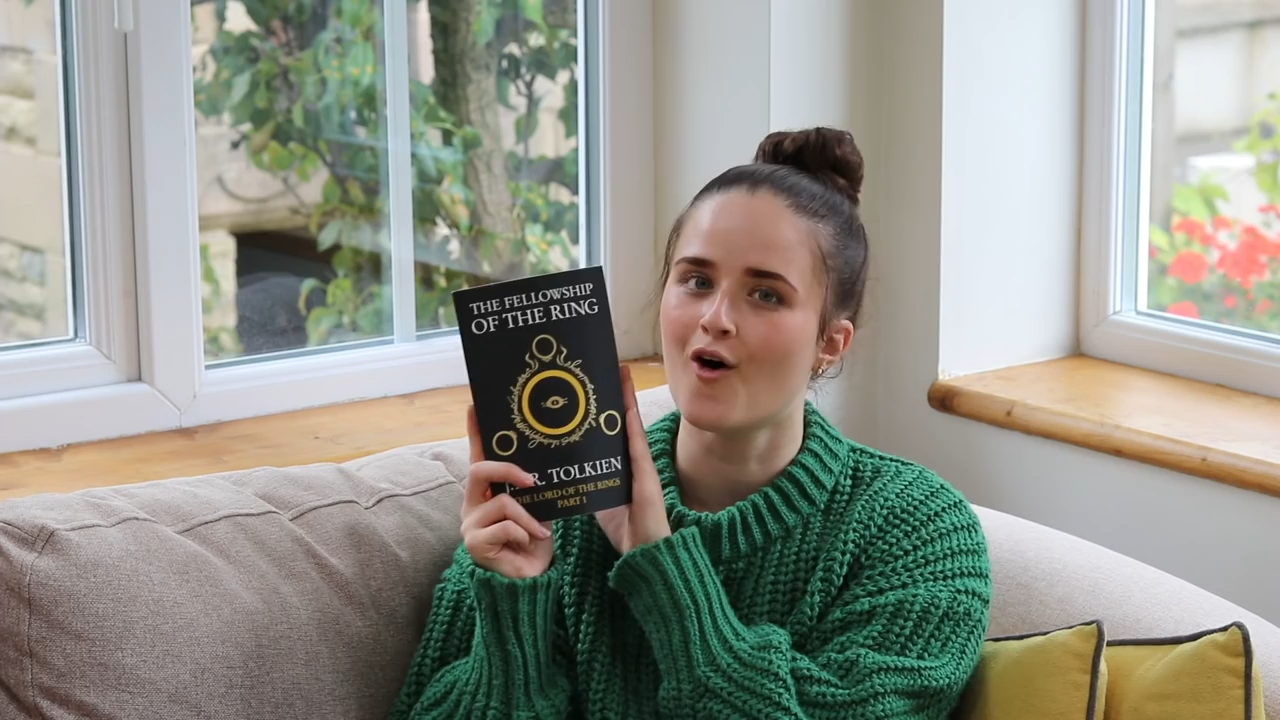 THE FELLOWSHIP
OF THE RING
R. TOLKIEN
THE LORD OF THE RINGS
PART 1